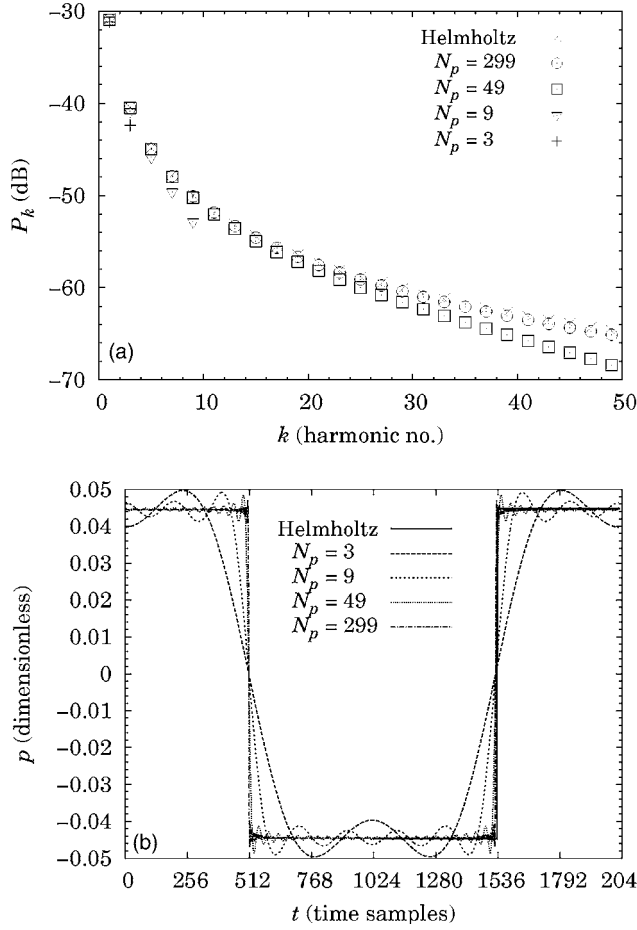 −30
−40
−50
−60
−70
P_k (dB)
Helmholtz
N_p = 299
N_p = 49
N_p = 9
N_p = 3
(a)
0 10 20 30 40 50
k (harmonic no.)
0.05
0.04
0.03
0.02
0.01
0
−0.01
−0.02
−0.03
−0.04
−0.05
p (dimensionless)
Helmholtz
N_p = 3
N_p = 9
N_p = 49
N_p = 299
(b)
0 256 512 768 1024 1280 1536 1792 204
t (time samples)